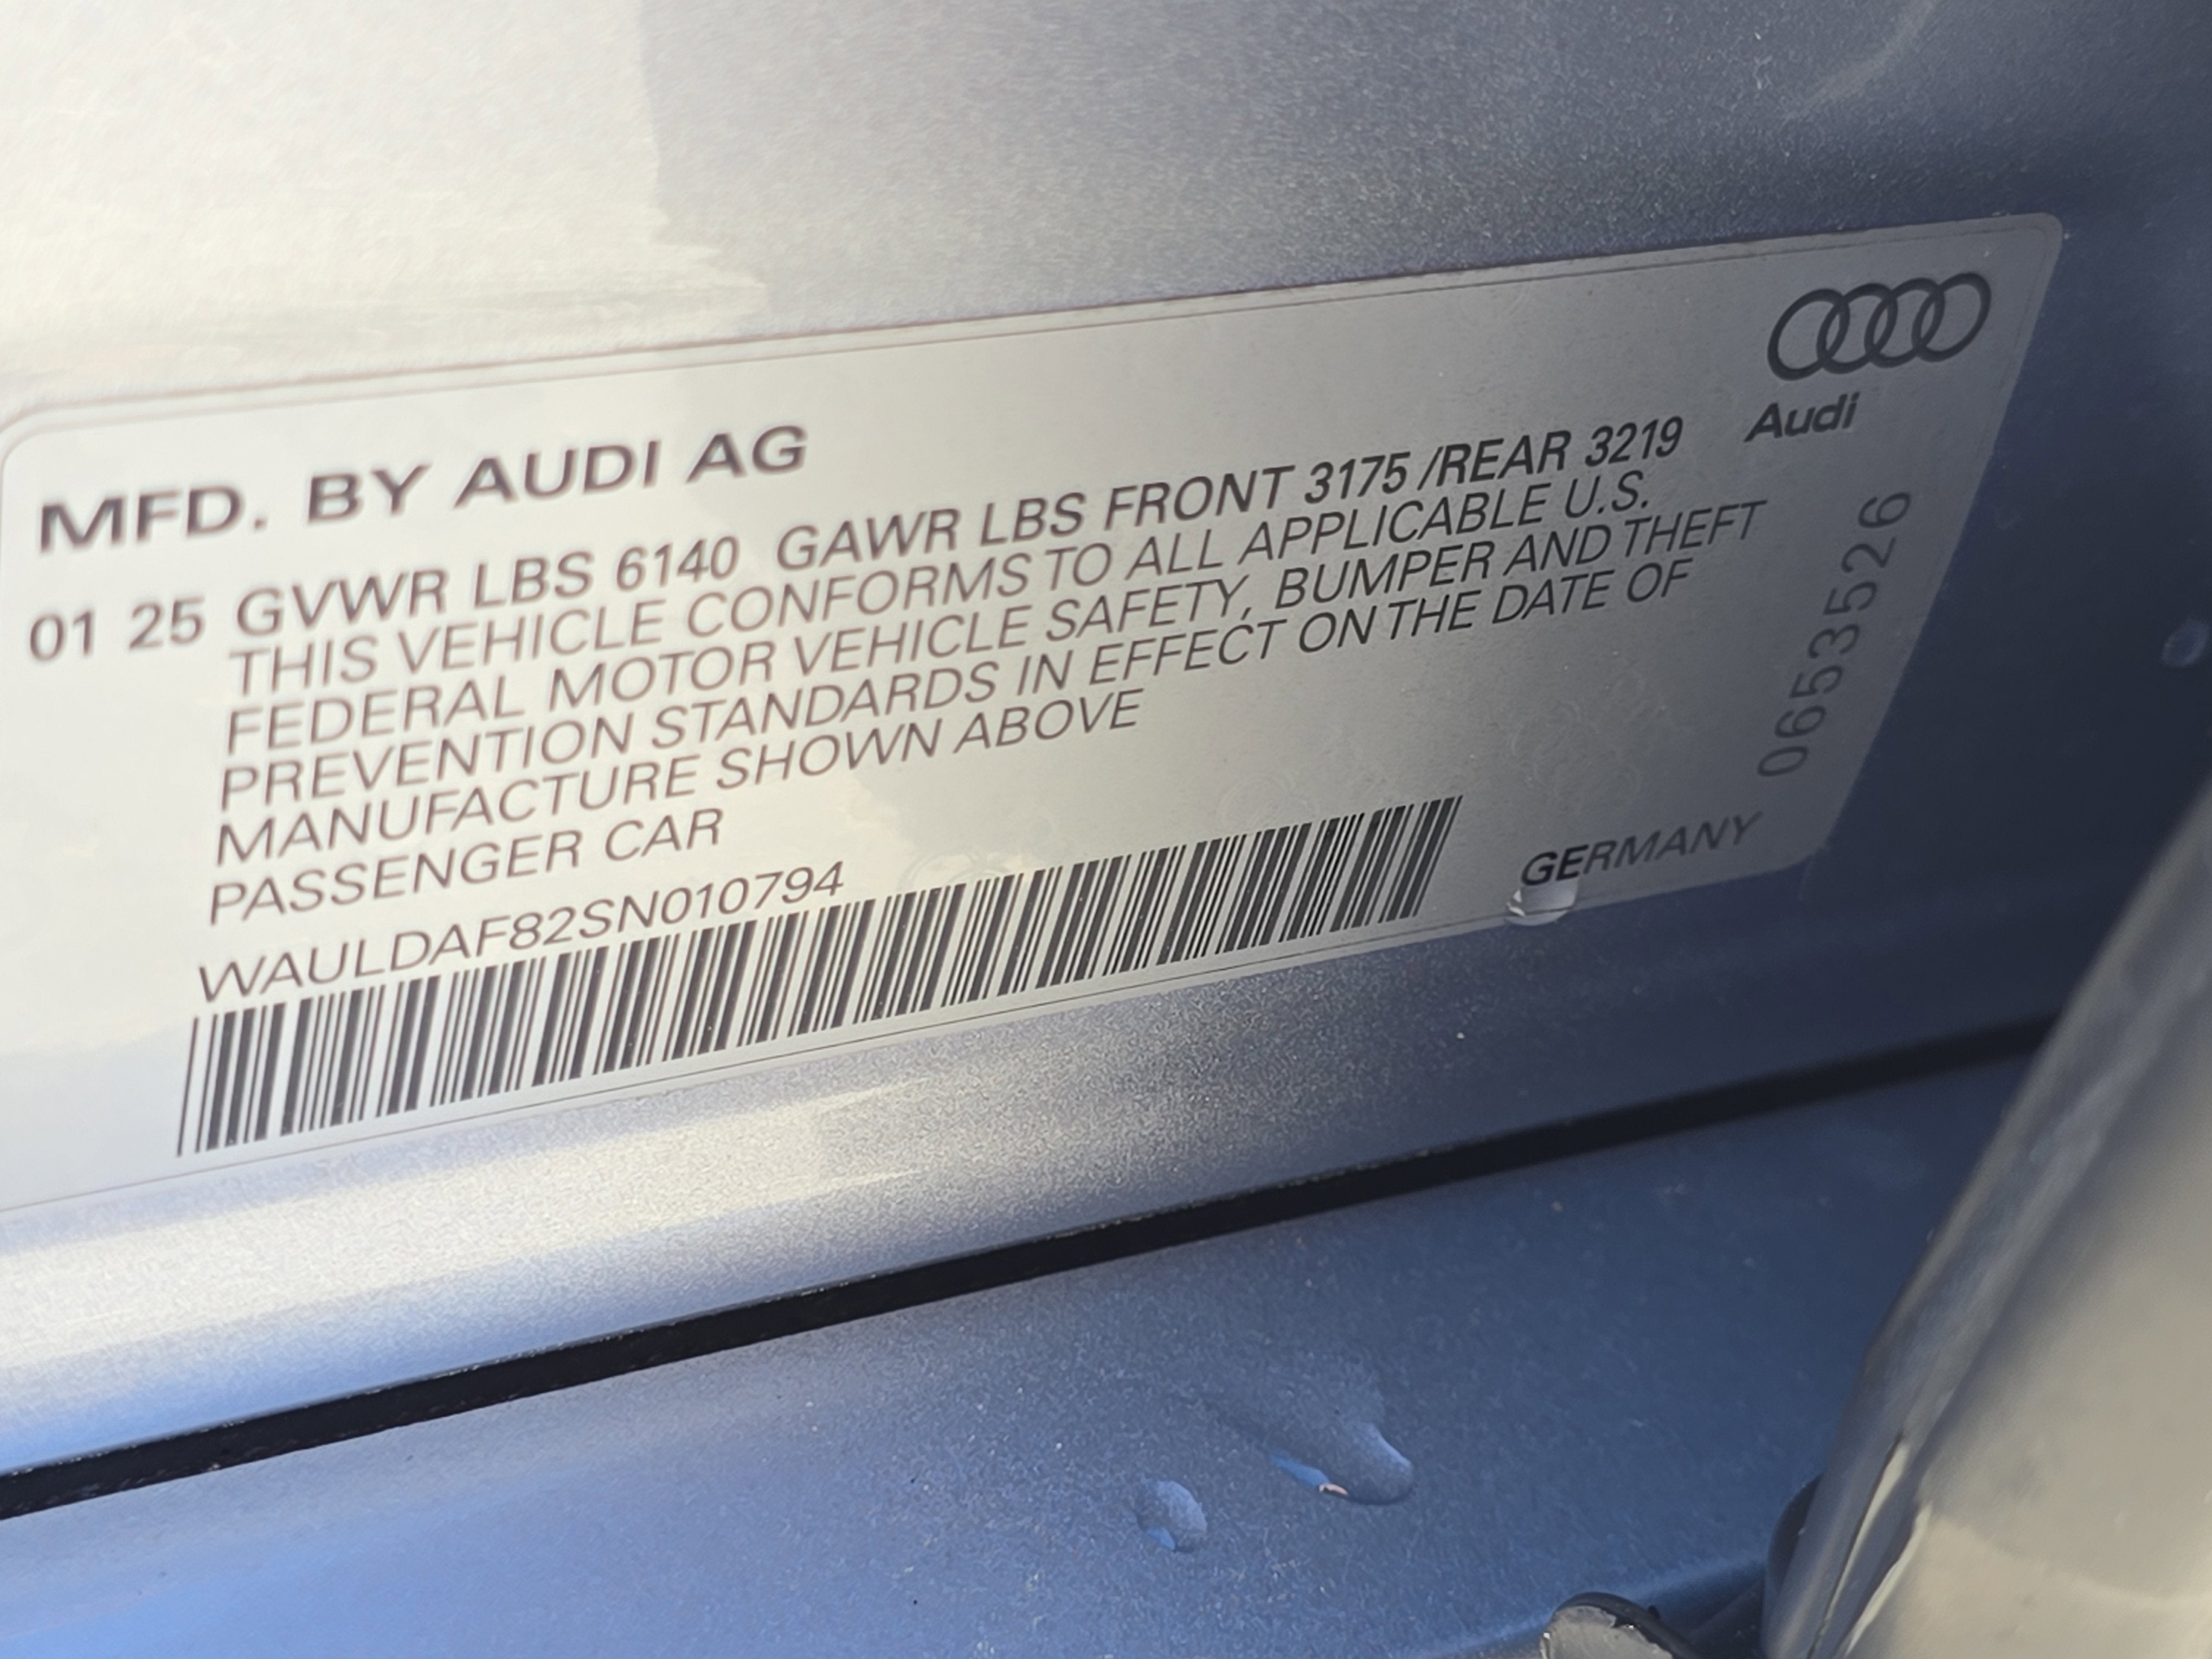 MFD. BY AUDI AG
Audi
01 25 GVWR LBS 6140 GAWR LBS FRONT 3175 /REAR 3219
THIS VEHICLE CONFORMS TO ALL APPLICABLE U.S.
FEDERAL MOTOR VEHICLE SAFETY, BUMPER AND THEFT
PREVENTION STANDARDS IN EFFECT ON THE DATE OF
MANUFACTURE SHOWN ABOVE
PASSENGER CAR
WAULDAF82SN010794
GERMANY
0653526